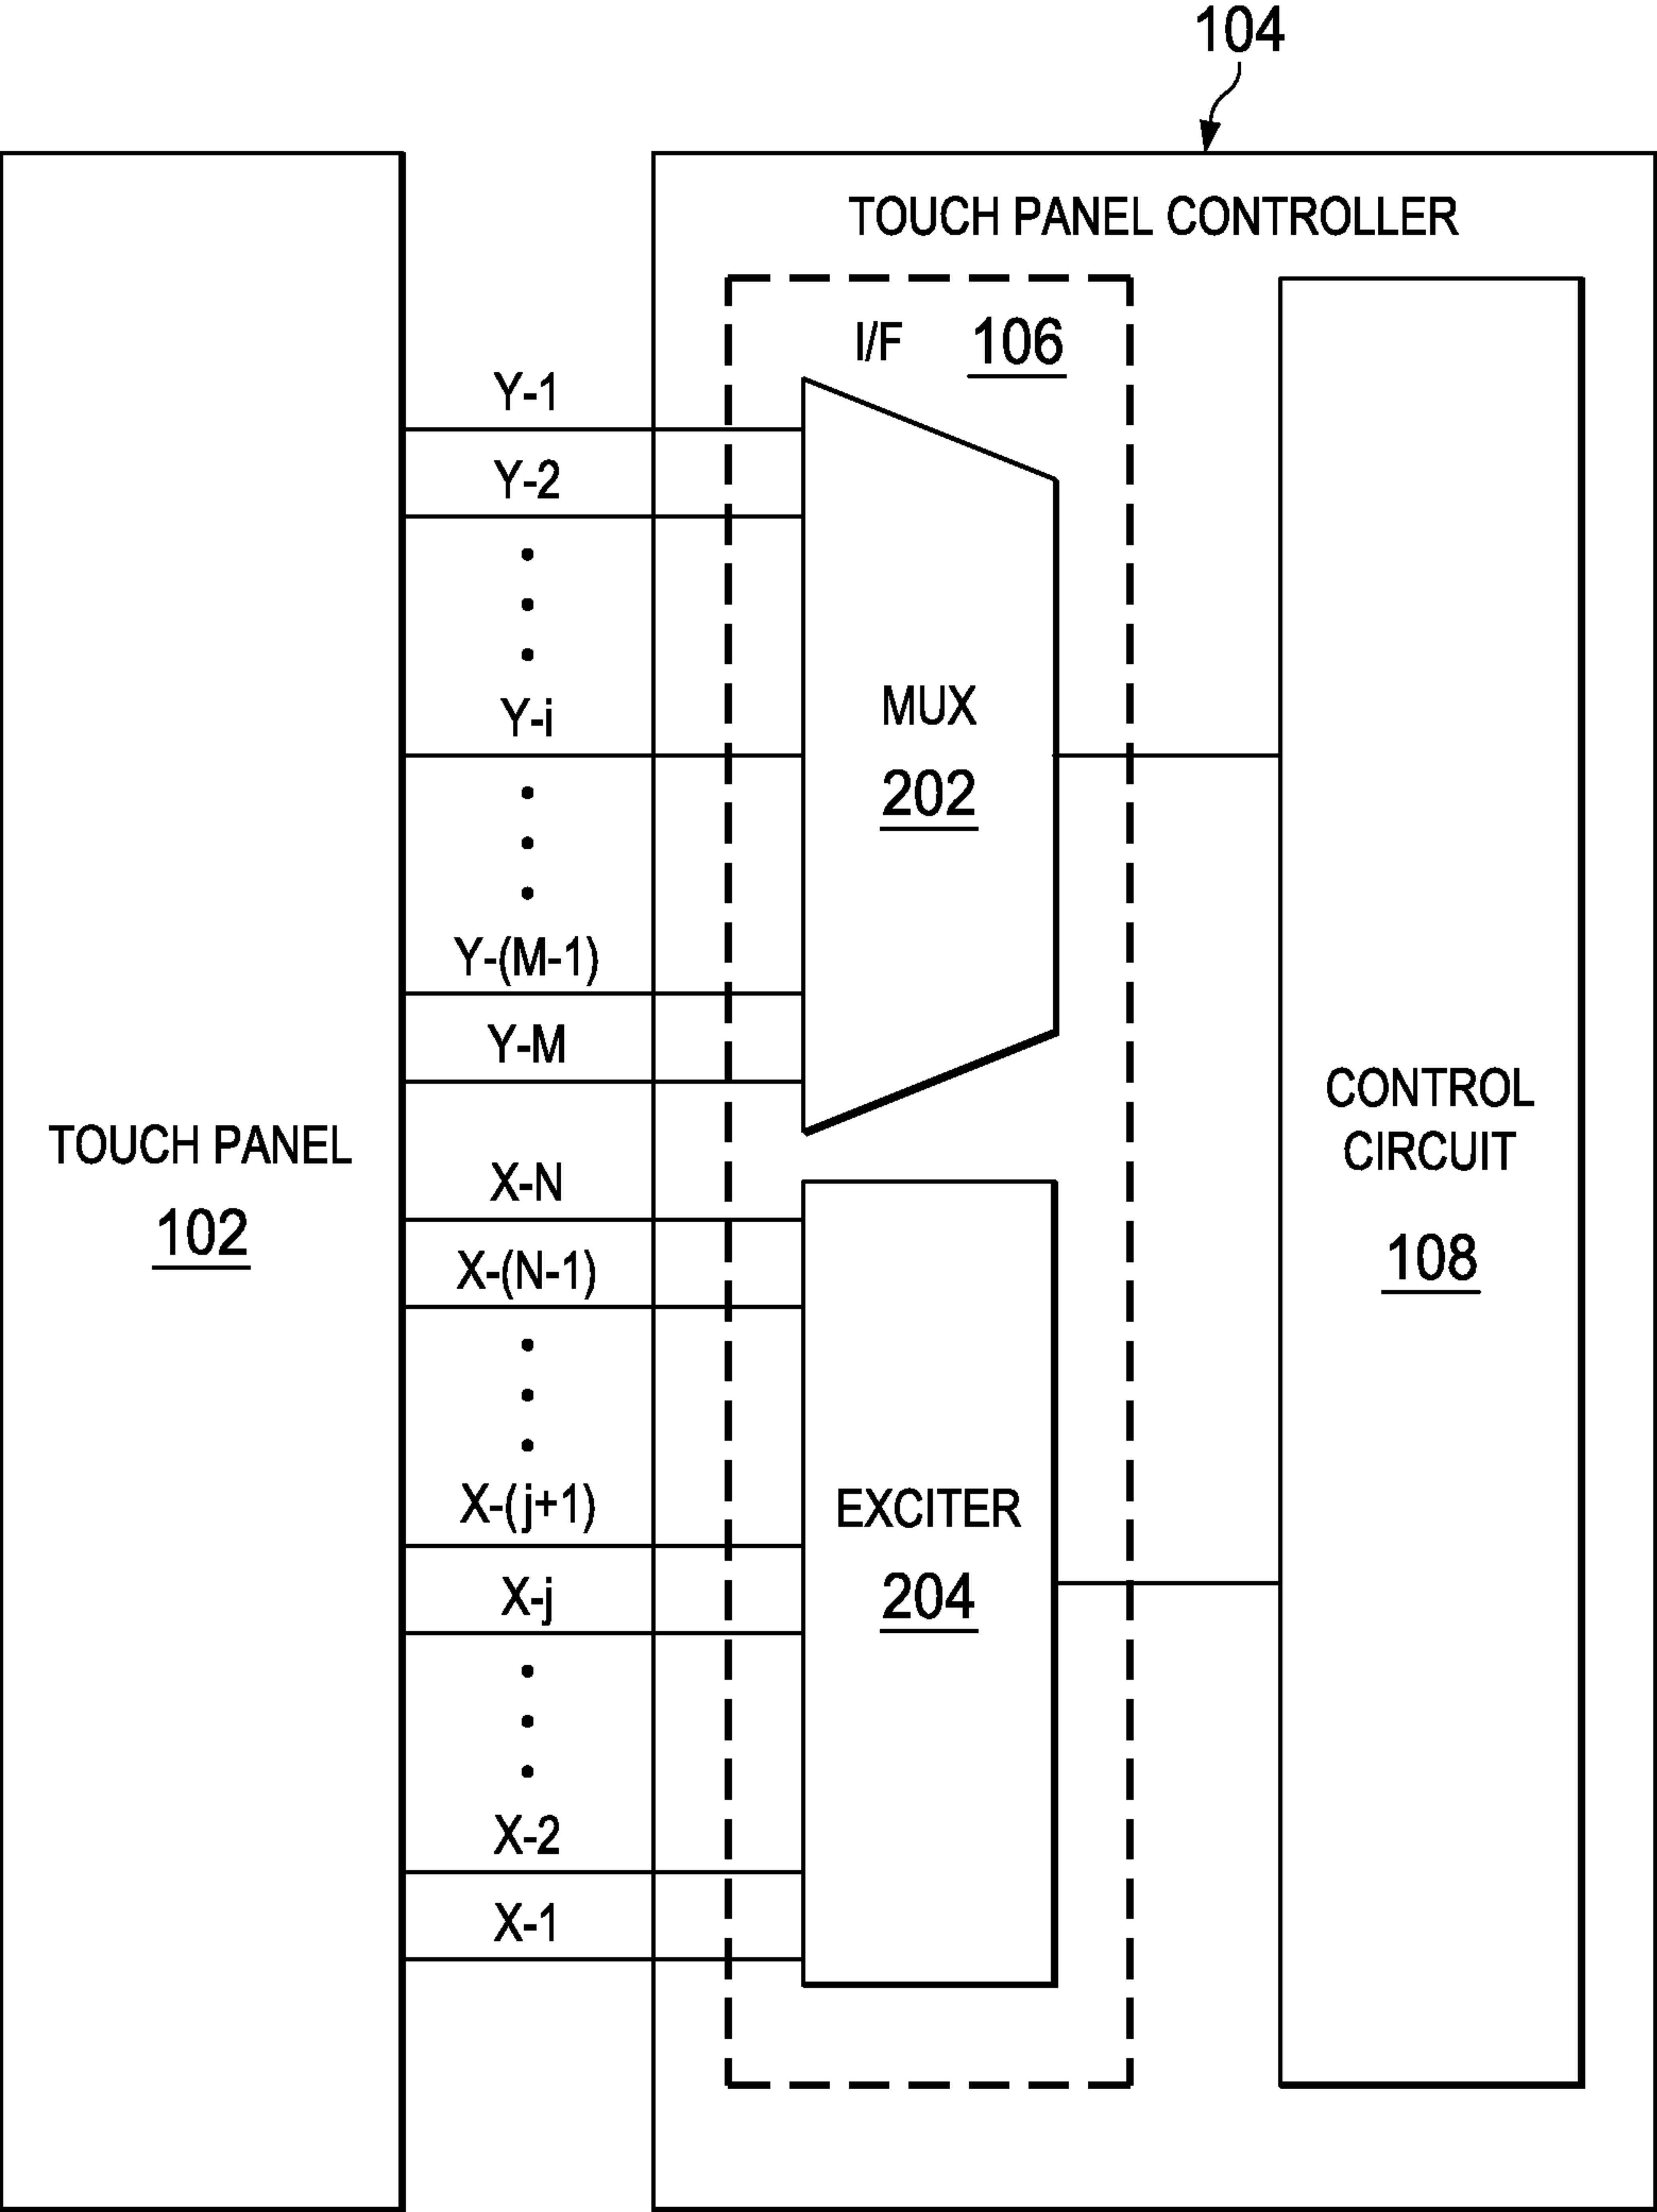 104
TOUCH PANEL CONTROLLER
I/F 106
Y-1
Y-2
Y-i
Y-(M-1)
Y-M
MUX
202
TOUCH PANEL
102
X-N
X-(N-1)
X-(j+1)
X-j
X-2
X-1
EXCITER
204
CONTROL
CIRCUIT
108